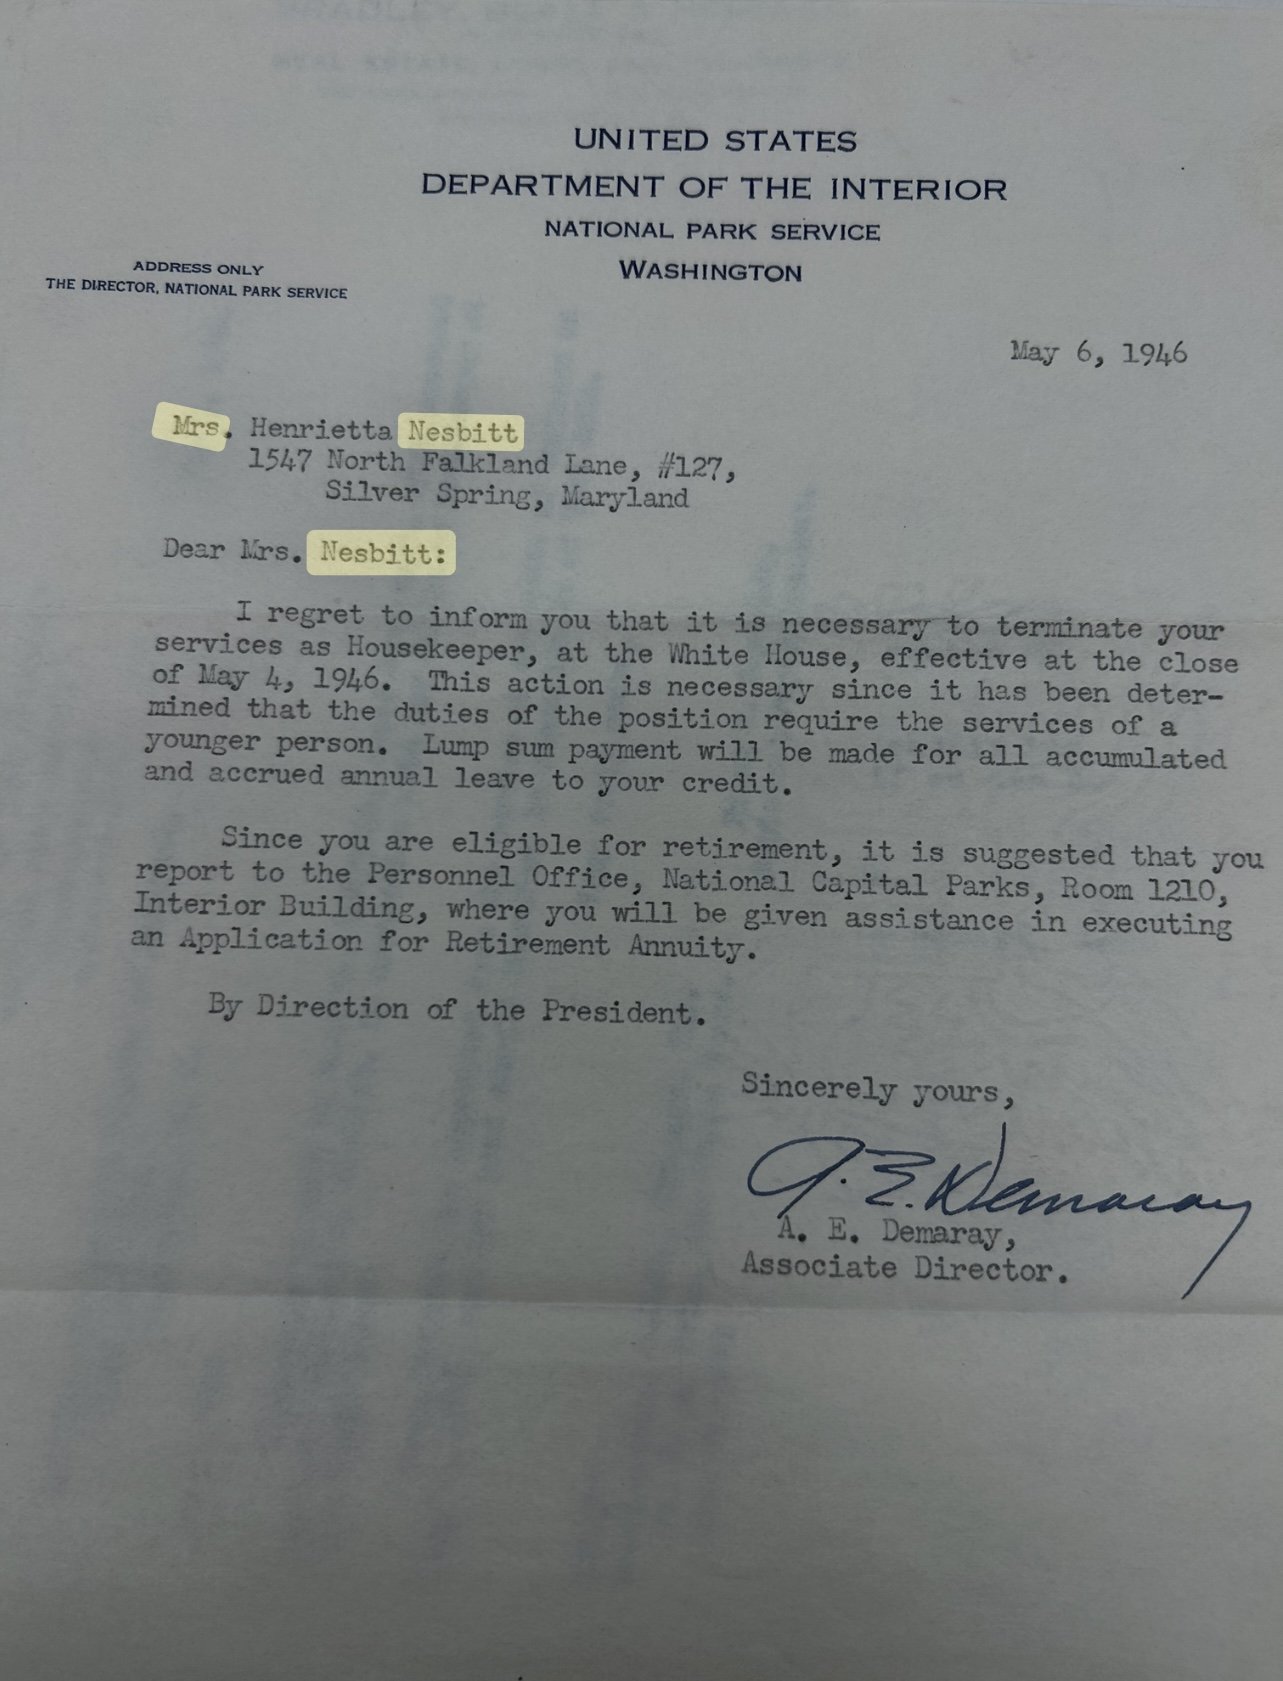 UNITED STATES
DEPARTMENT OF THE INTERIOR
NATIONAL PARK SERVICE
WASHINGTON
ADDRESS ONLY
THE DIRECTOR, NATIONAL PARK SERVICE
May 6, 1946
Mrs. Henrietta Nesbitt
1547 North Falkland Lane, #127,
Silver Spring, Maryland
Dear Mrs. Nesbitt:
I regret to inform you that it is necessary to terminate your
services as Housekeeper, at the White House, effective at the close
of May 4, 1946. This action is necessary since it has been deter-
mined that the duties of the position require the services of a
younger person. Lump sum payment will be made for all accumulated
and accrued annual leave to your credit.
Since you are eligible for retirement, it is suggested that you
report to the Personnel Office, National Capital Parks, Room 1210,
Interior Building, where you will be given assistance in executing
an Application for Retirement Annuity.
By Direction of the President.
Sincerely yours,
A. E. Demaray
A. E. Demaray,
Associate Director.